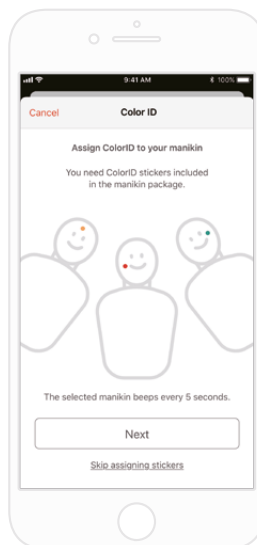 9:41 AM 100%
Cancel Color ID
Assign ColorID to your manikin
You need ColorID stickers included
in the manikin package.
The selected manikin beeps every 5 seconds.
Next
Skip assigning stickers